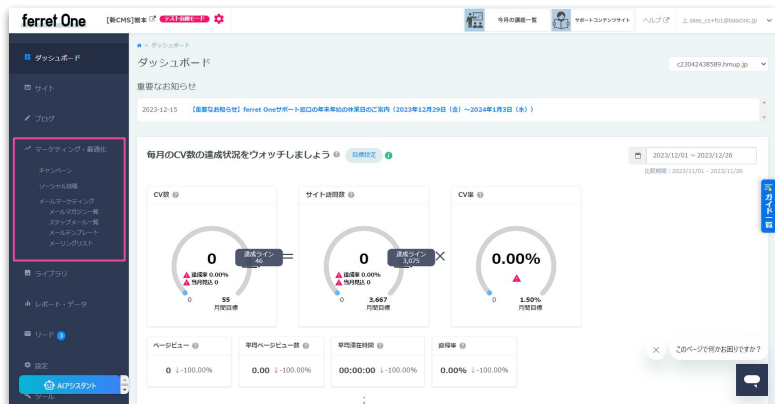 ferret One
[新CMS]岩本
テスト公開モード
今月の講座一覧
サポートコンテンツサイト
ヘルプ
saas_cs+fo1@basicinc.jp
ダッシュボード
サイト
ブログ
マーケティング・最適化
キャンペーン
ソーシャル投稿
メールマーケティング
メールマガジン一覧
ステップメール一覧
メールテンプレート
メーリングリスト
ライブラリ
レポート・データ
リード 3
設定
AIアシスタント
ツール
> ダッシュボード
ダッシュボード
c23042438589.hmup.jp
重要なお知らせ
2023-12-15 【重要なお知らせ】ferret Oneサポート窓口の年末年始の休業日のご案内（2023年12月29日（金）～2024年1月3日（水））
毎月のCV数の達成状況をウォッチしましょう
目標設定
2023/12/01 ~ 2023/12/26
比較期間：2023/11/01 - 2023/11/26
ガイド一覧
CV数
0
達成率 0.00%
当月見込 0
0
55
月間目標
達成ライン
46
=
サイト訪問数
0
達成率 0.00%
当月見込 0
0
3,667
月間目標
達成ライン
3,075
×
CV率
0.00%
0
1.50%
月間目標
ページビュー
0 ↓-100.00%
平均ページビュー数
0.00 ↓-100.00%
平均滞在時間
00:00:00 ↓-100.00%
直帰率
0.00% ↓-100.00%
このページで何かお困りですか？